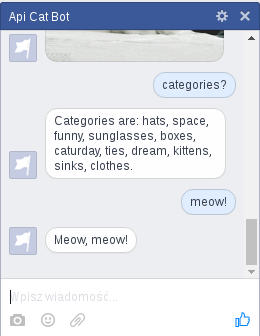 Api Cat Bot
categories?
Categories are: hats, space,
funny, sunglasses, boxes,
caturday, ties, dream, kittens,
sinks, clothes.
meow!
Meow, meow!
Wpisz wiadomość...